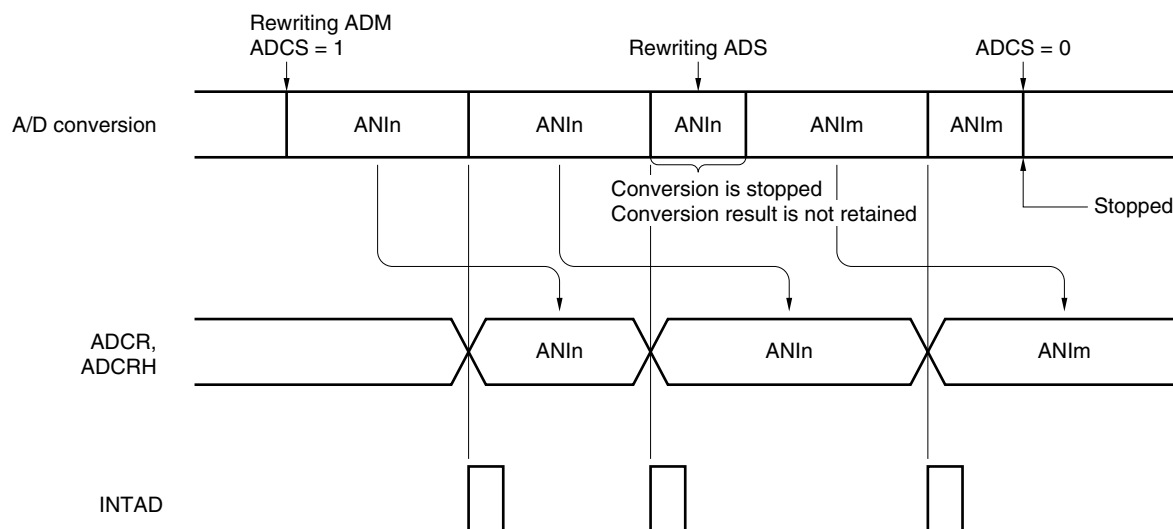 Rewriting ADM
ADCS = 1
Rewriting ADS
ADCS = 0
A/D conversion
ANIn
ANIn
ANIn
ANIm
ANIm
Conversion is stopped
Conversion result is not retained
Stopped
ADCR,
ADCRH
ANIn
ANIn
ANIm
INTAD